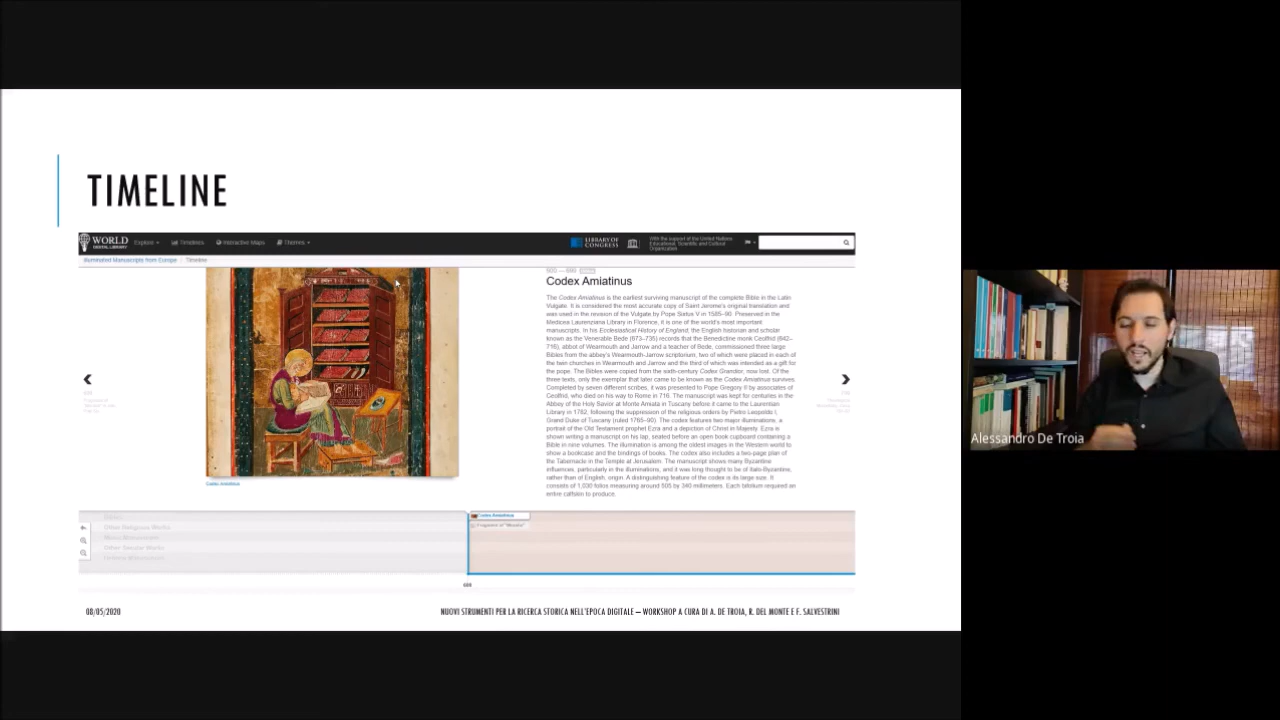 TIMELINE
WORLD
DIGITAL LIBRARY
Explore
Timelines
Interactive Maps
Themes
LIBRARY OF
CONGRESS
With the support of the United Nations
Educational, Scientific and Cultural
Organization
Illuminated Manuscripts from Europe / Timeline
Codex Amiatinus
The Codex Amiatinus is the earliest surviving manuscript of the complete Bible in the Latin
Vulgate. It is considered the most accurate copy of Saint Jerome's original translation and
was used in the revision of the Vulgate by Pope Sixtus V in 1585–90. Preserved in the
Medicea Laurenziana Library in Florence, it is one of the world's most important
manuscripts. In his Ecclesiastical History of England, the English historian and scholar
known as the Venerable Bede (673–735) records that the Benedictine monk Ceolfrid (642–
716), abbot of Wearmouth and Jarrow and a teacher of Bede, commissioned three large
Bibles from the abbey's Wearmouth-Jarrow scriptorium, two of which were placed in each of
the twin churches in Wearmouth and Jarrow and the third of which was intended as a gift for
the pope. The Bibles were copied from the sixth-century Codex Grandior, now lost. Of the
three texts, only the exemplar that later came to be known as the Codex Amiatinus survives.
Completed by seven different scribes, it was presented to Pope Gregory II by associates of
Ceolfrid, who died on his way to Rome in 716. The manuscript was kept for centuries in the
Abbey of the Holy Savior at Monte Amiata in Tuscany before it came to the Laurentian
Library in 1782, following the suppression of the religious orders by Pietro Leopoldo I,
Grand Duke of Tuscany (ruled 1765–90). The codex features two major illuminations, a
portrait of the Old Testament prophet Ezra and a depiction of Christ in Majesty. Ezra is
shown writing a manuscript on his lap, seated before an open book cupboard containing a
Bible in nine volumes. The illumination is among the oldest images in the Western world to
show a bookcase and the bindings of books. The codex also includes a two-page plan of
the Tabernacle in the Temple at Jerusalem. The manuscript shows many Byzantine
influences, particularly in the illuminations, and it was long thought to be of Italo-Byzantine,
rather than of English, origin. A distinguishing feature of the codex is its large size. It
consists of 1,030 folios measuring around 505 by 340 millimeters. Each bifolium required an
entire calfskin to produce.
Codex Amiatinus
Codex Amiatinus
Other Religious Works
Other Secular Works
08/05/2020
NUOVI STRUMENTI PER LA RICERCA STORICA NELL'EPOCA DIGITALE – WORKSHOP A CURA DI A. DE TROIA, R. DEL MONTE E F. SALVESTRINI
Alessandro De Troia